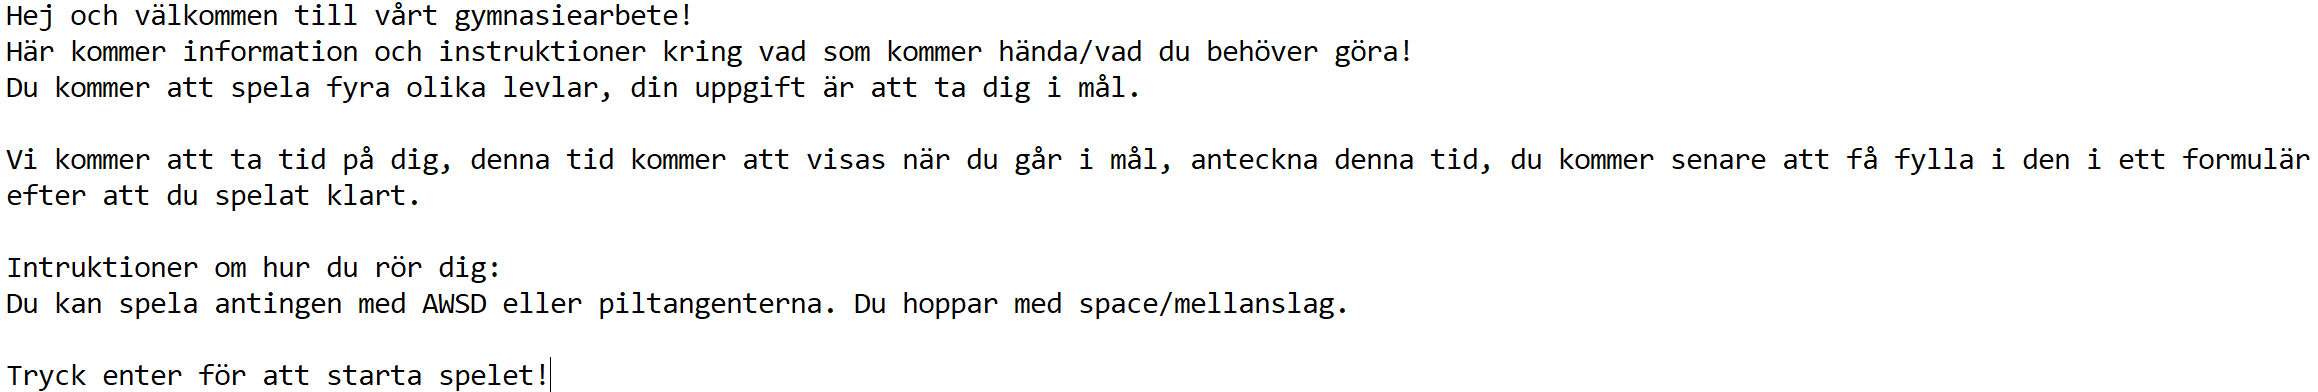 Hej och välkommen till vårt gymnasiearbete!
Här kommer information och instruktioner kring vad som kommer hända/vad du behöver göra!
Du kommer att spela fyra olika levlar, din uppgift är att ta dig i mål.
Vi kommer att ta tid på dig, denna tid kommer att visas när du går i mål, anteckna denna tid, du kommer senare att få fylla i den i ett formulär
efter att du spelat klart.
Intruktioner om hur du rör dig:
Du kan spela antingen med AWSD eller piltangenterna. Du hoppar med space/mellanslag.
Tryck enter för att starta spelet!